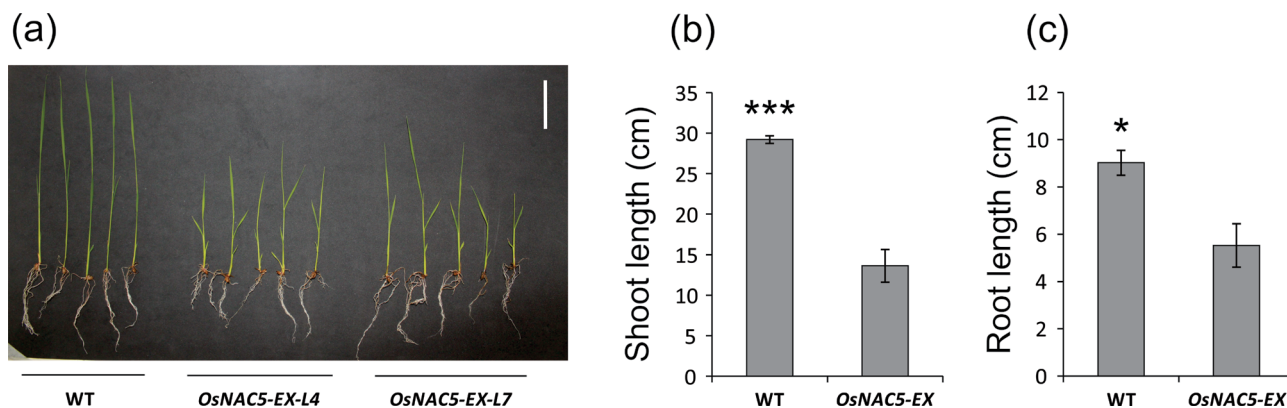 (a)
WT
OsNAC5-EX-L4
OsNAC5-EX-L7
(b)
Shoot length (cm)
35
30
25
20
15
10
5
0
***
WT
OsNAC5-EX
(c)
Root length (cm)
12
10
8
6
4
2
0
*
WT
OsNAC5-EX